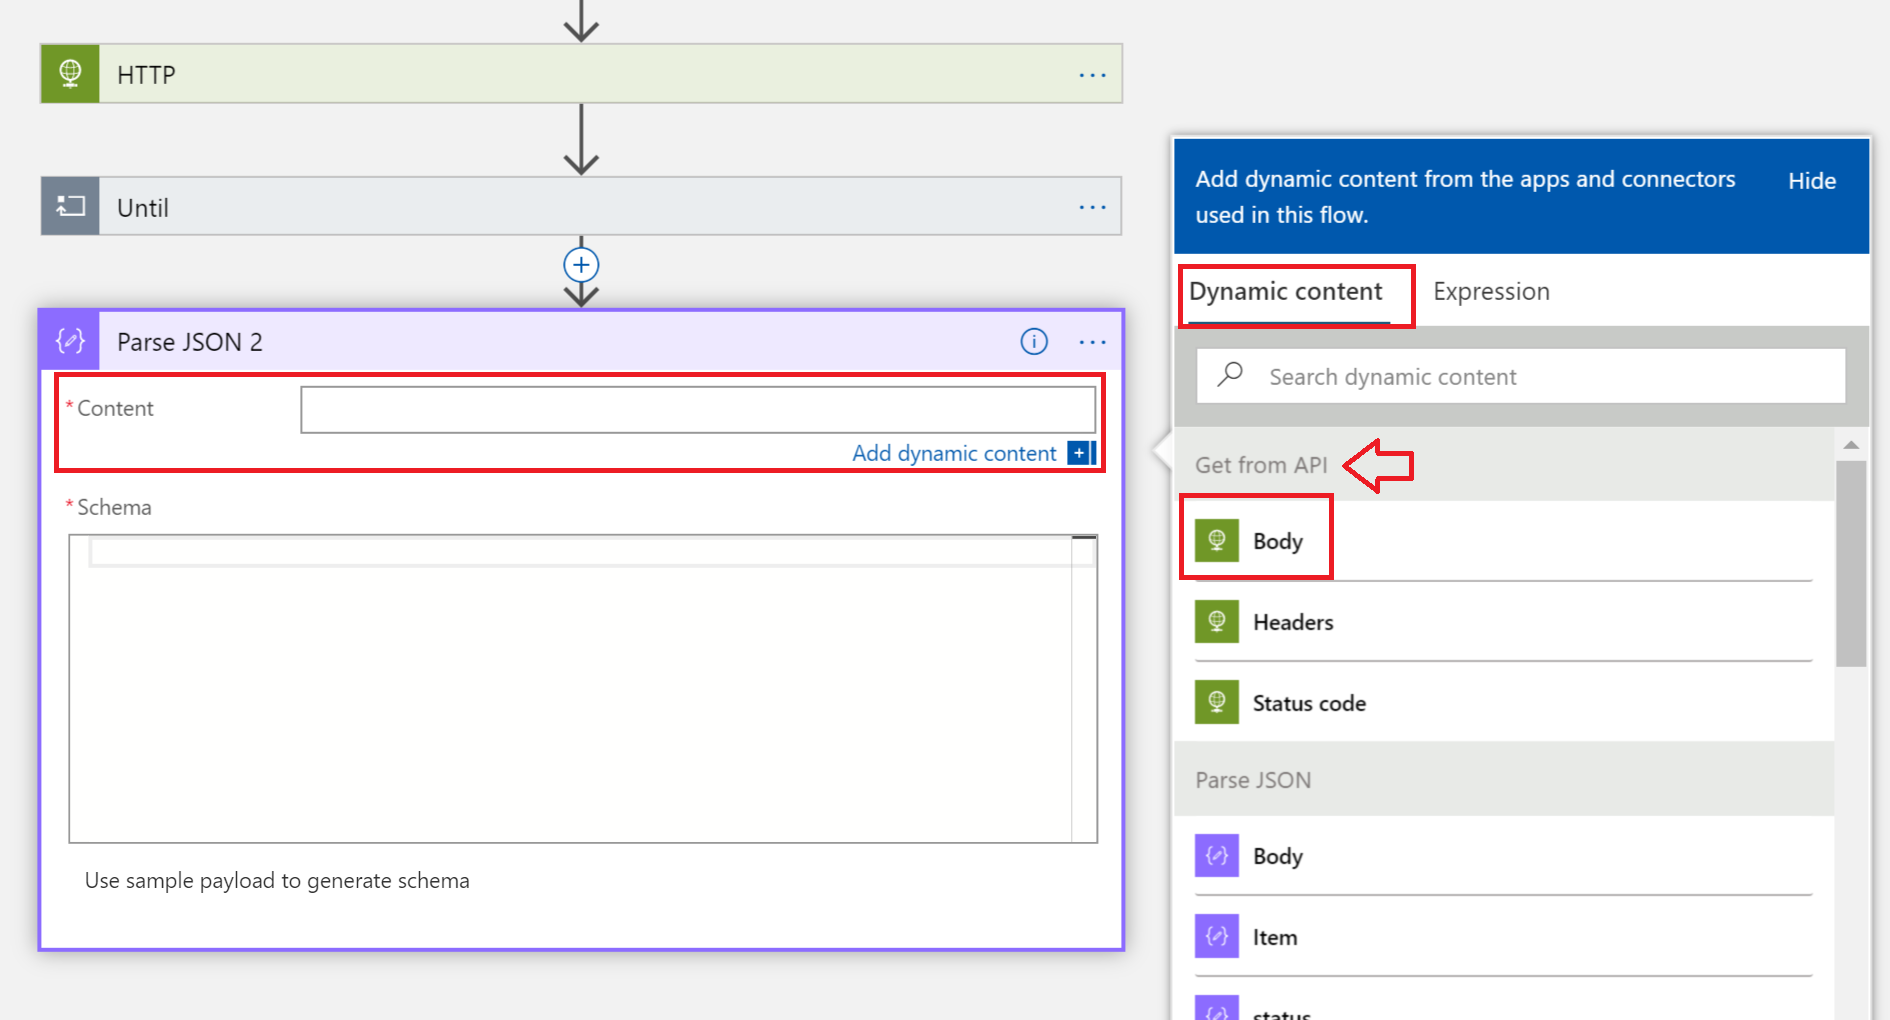 HTTP
Until
Parse JSON 2
* Content
Add dynamic content
* Schema
Use sample payload to generate schema
Add dynamic content from the apps and connectors
used in this flow.
Hide
Dynamic content
Expression
Search dynamic content
Get from API
Body
Headers
Status code
Parse JSON
Body
Item
status